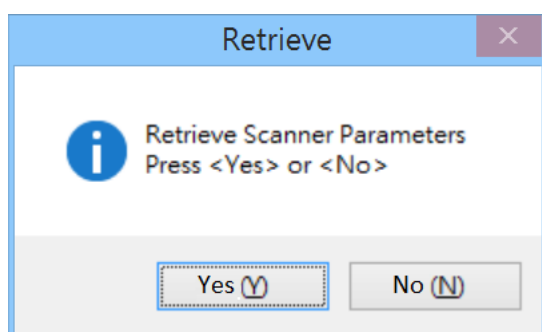 Retrieve
Retrieve Scanner Parameters
Press <Yes> or <No>
Yes (Y)
No (N)